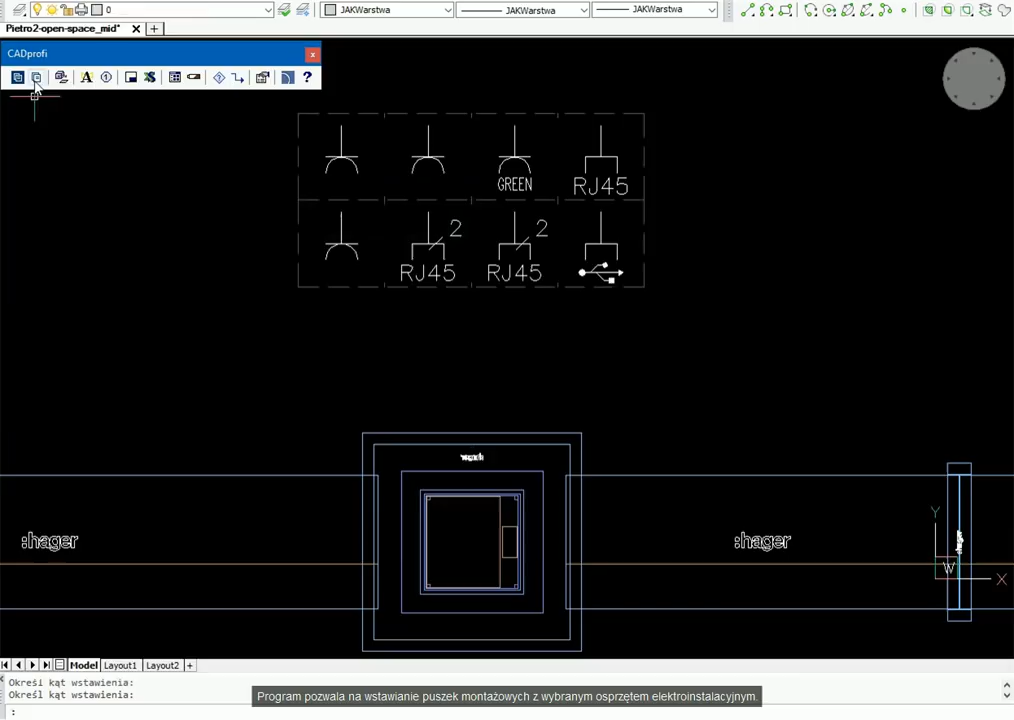 0
JAKWarstwa
JAKWarstwa
JAKWarstwa
Pietro2-open-space_mid*
CADprofi
GREEN
RJ45
2
2
RJ45
RJ45
:hager
:hager
:hager
Y
W
X
Model
Layout1
Layout2
Określ kąt wstawienia:
Określ kąt wstawienia:
:
Program pozwala na wstawianie puszek montażowych z wybranym osprzętem elektroinstalacyjnym.